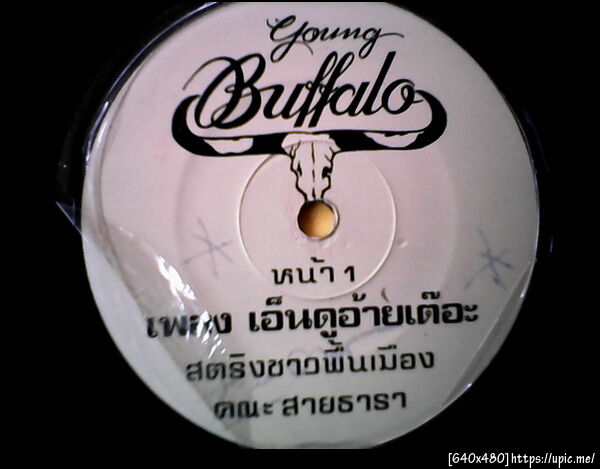 Young
Buffalo
หน้า 1
เพลง เอ็นดูอ้ายเต๊อะ
สตริงซาวพื้นเมือง
คณะ สายธารา
[640x480]https://upic.me/